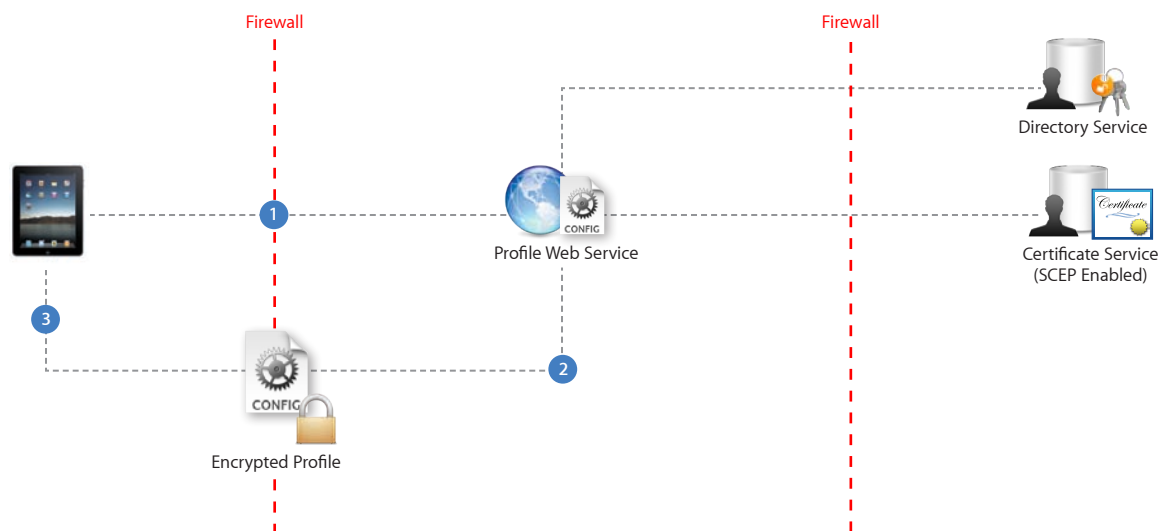 Firewall
Firewall
Directory Service
1
CONFIG
Certificate
Profile Web Service
Certificate Service
(SCEP Enabled)
3
2
CONFIG
Encrypted Profile